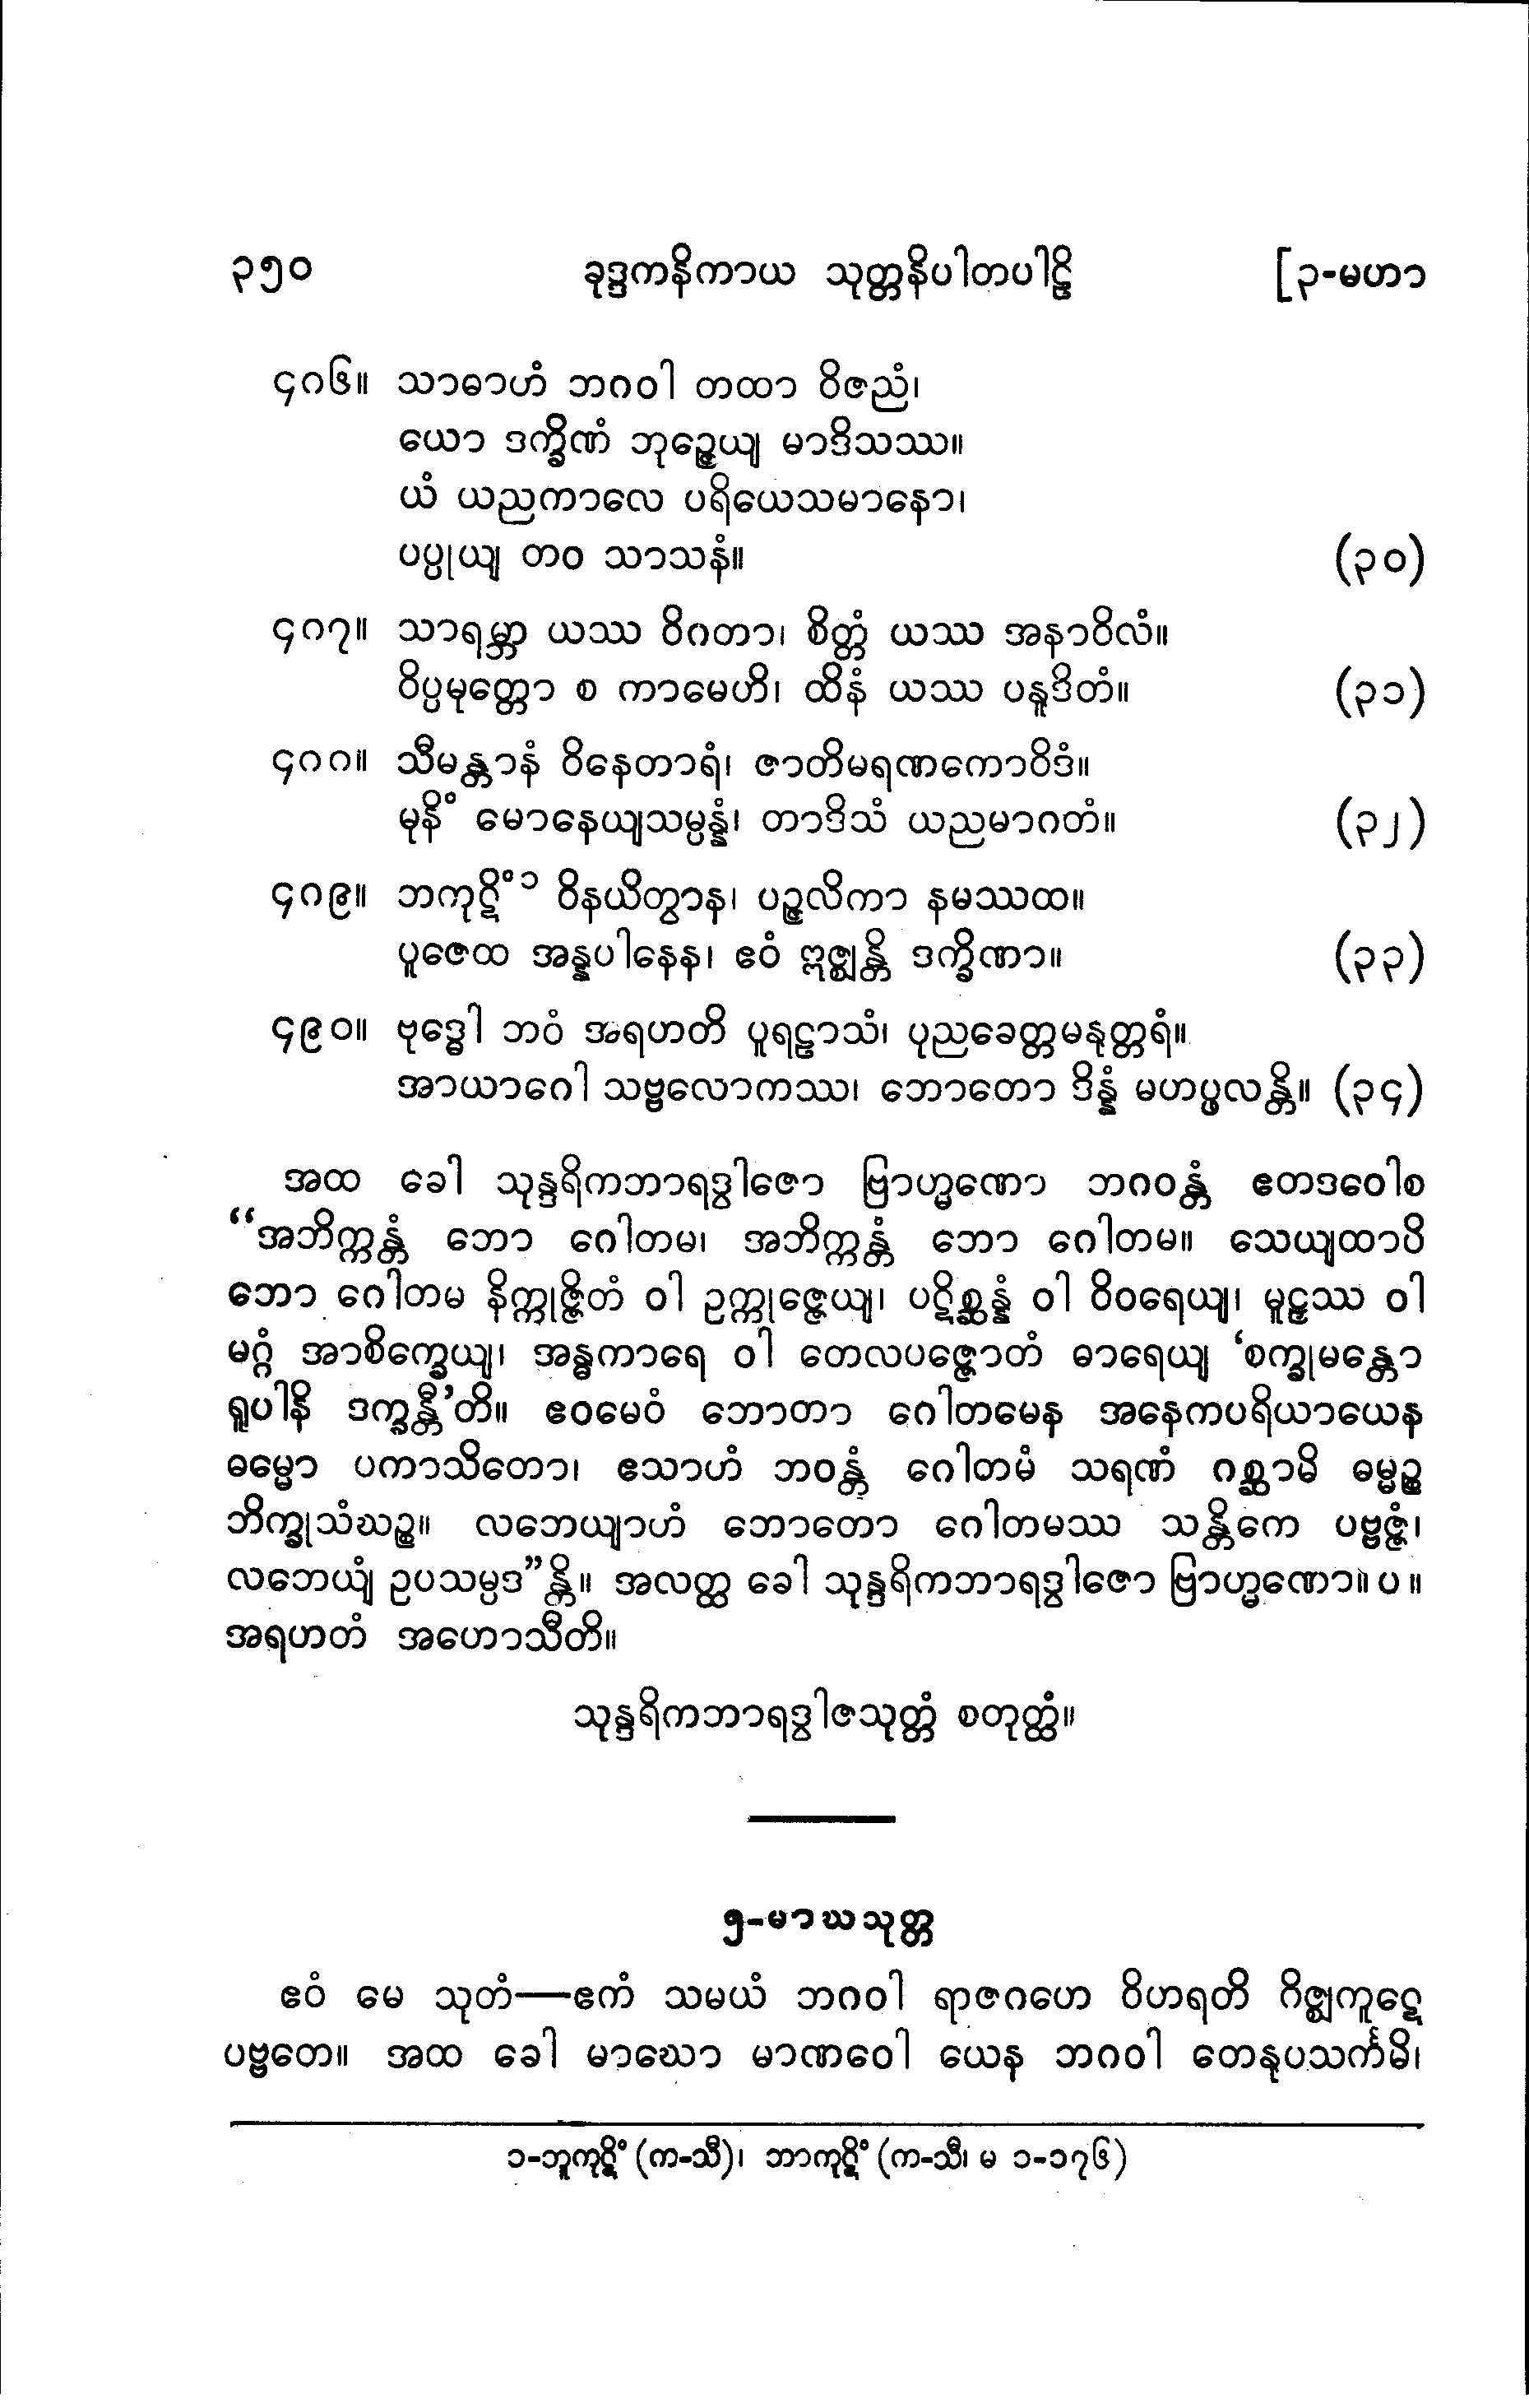 ၃၅၀ ခုဒ္ဒကနိကာယ သုတ္တနိပါတပါဠိ [၃-မဟာ
၄၈၆။ သာဓာဟံ ဘဂဝါ တထာ ဝိဇညံ၊
ယော ဒက္ခိဏံ ဘုဉ္ဇေယျ မာဒိသဿ။
ယံ ယညကာလေ ပရိယေသမာနော၊
ပပ္ပုယျ တဝ သာသနံ။ (၃၀)
၄၈၇။ သာရမ္ဘာ ယဿ ဝိဂတာ၊ စိတ္တံ ယဿ အနာဝိလံ။
ဝိပ္ပမုတ္တော စ ကာမေဟိ၊ ထိနံ ယဿ ပနူဒိတံ။ (၃၁)
၄၈၈။ သီမန္တာနံ ဝိနေတာရံ၊ ဇာတိမရဏကောဝိဒံ။
မုနိံ မောနေယျသမ္ပန္နံ၊ တာဒိသံ ယညမာဂတံ။ (၃၂)
၄၈၉။ ဘကုဋိံ၁ ဝိနယိတွာန၊ ပဉ္ဇလိကာ နမဿထ။
ပူဇေထ အန္နပါနေန၊ ဧဝံ ဣဇ္ဈန္တိ ဒက္ခိဏာ။ (၃၃)
၄၉၀။ ဗုဒ္ဓေါ ဘဝံ အရဟတိ ပူရဠာသံ၊ ပုညခေတ္တမနုတ္တရံ။
အာယာဂေါ သဗ္ဗလောကဿ၊ ဘောတော ဒိန္နံ မဟပ္ဖလန္တိ။ (၃၄)
အထ ခေါ သုန္ဒရိကဘာရဒွါဇော ဗြာဟ္မဏော ဘဂဝန္တံ ဧတဒဝေါစ
“အဘိက္ကန္တံ ဘော ဂေါတမ၊ အဘိက္ကန္တံ ဘော ဂေါတမ။ သေယျထာပိ
ဘော ဂေါတမ နိက္ကုဇ္ဇိတံ ဝါ ဥက္ကုဇ္ဇေယျ၊ ပဋိစ္ဆန္နံ ဝါ ဝိဝရေယျ၊ မူဠှဿ ဝါ
မဂ္ဂံ အာစိက္ခေယျ၊ အန္ဓကာရေ ဝါ တေလပဇ္ဇောတံ ဓာရေယျ ‘စက္ခုမန္တော
ရူပါနိ ဒက္ခန္တီ’တိ။ ဧဝမေဝံ ဘောတာ ဂေါတမေန အနေကပရိယာယေန
ဓမ္မော ပကာသိတော၊ ဧသာဟံ ဘဝန္တံ ဂေါတမံ သရဏံ ဂစ္ဆာမိ ဓမ္မဉ္စ
ဘိက္ခုသံဃဉ္စ။ လဘေယျာဟံ ဘောတော ဂေါတမဿ သန္တိကေ ပဗ္ဗဇ္ဇံ၊
လဘေယျံ ဥပသမ္ပဒ”န္တိ။ အလတ္ထ ခေါ သုန္ဒရိကဘာရဒွါဇော ဗြာဟ္မဏော။ ပ ။
အရဟတံ အဟောသီတိ။
သုန္ဒရိကဘာရဒွါဇသုတ္တံ စတုတ္ထံ။
၅-မာဃသုတ္တ
ဧဝံ မေ သုတံ—ဧကံ သမယံ ဘဂဝါ ရာဇဂဟေ ဝိဟရတိ ဂိဇ္ဈကူဋေ
ပဗ္ဗတေ။ အထ ခေါ မာဃော မာဏဝေါ ယေန ဘဂဝါ တေနုပသင်္ကမိ၊
၁-ဘူကုဋိံ (က-သီ)၊ ဘာကုဋိံ (က-သီ၊ မ ၁-၁၇၆)